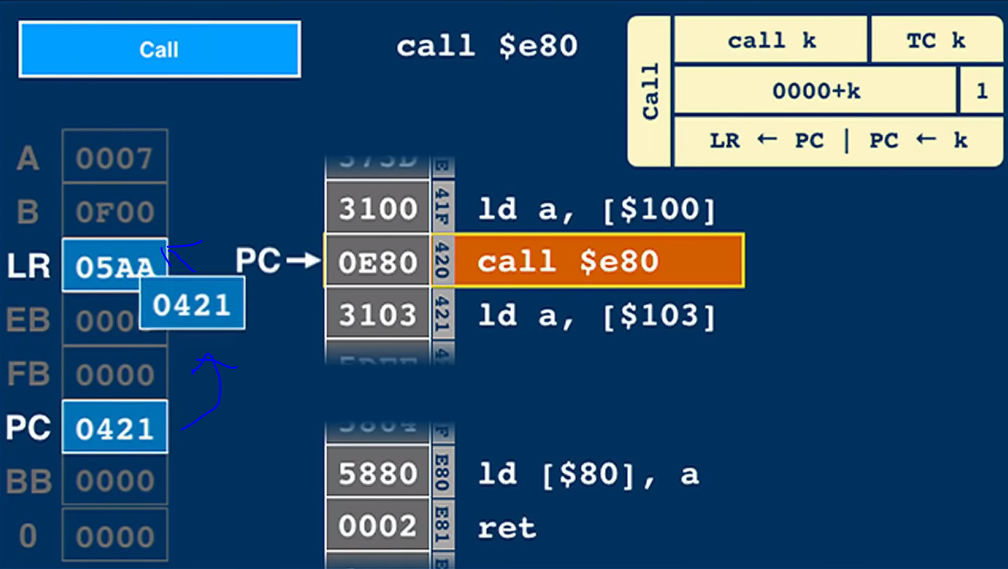 Call
call $e80
Call
call k
TC k
0000+k
1
LR ← PC | PC ← k
A 0007
B 0F00
LR 05AA
0421
EB
FB 0000
PC 0421
BB 0000
0 0000
3100 41F ld a, [$100]
PC→ 0E80 420 call $e80
3103 421 ld a, [$103]
5880 E80 ld [$80], a
0002 E81 ret